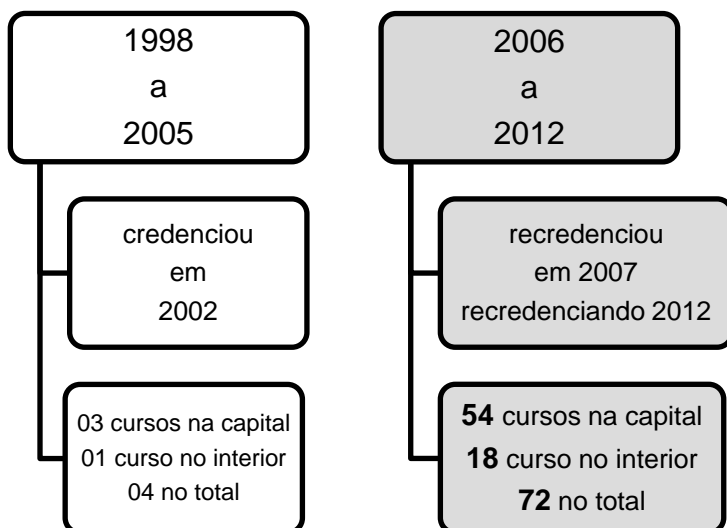 1998
a
2005
credenciou
em
2002
03 cursos na capital
01 curso no interior
04 no total
2006
a
2012
recredenciou
em 2007
recredenciando 2012
54 cursos na capital
18 curso no interior
72 no total